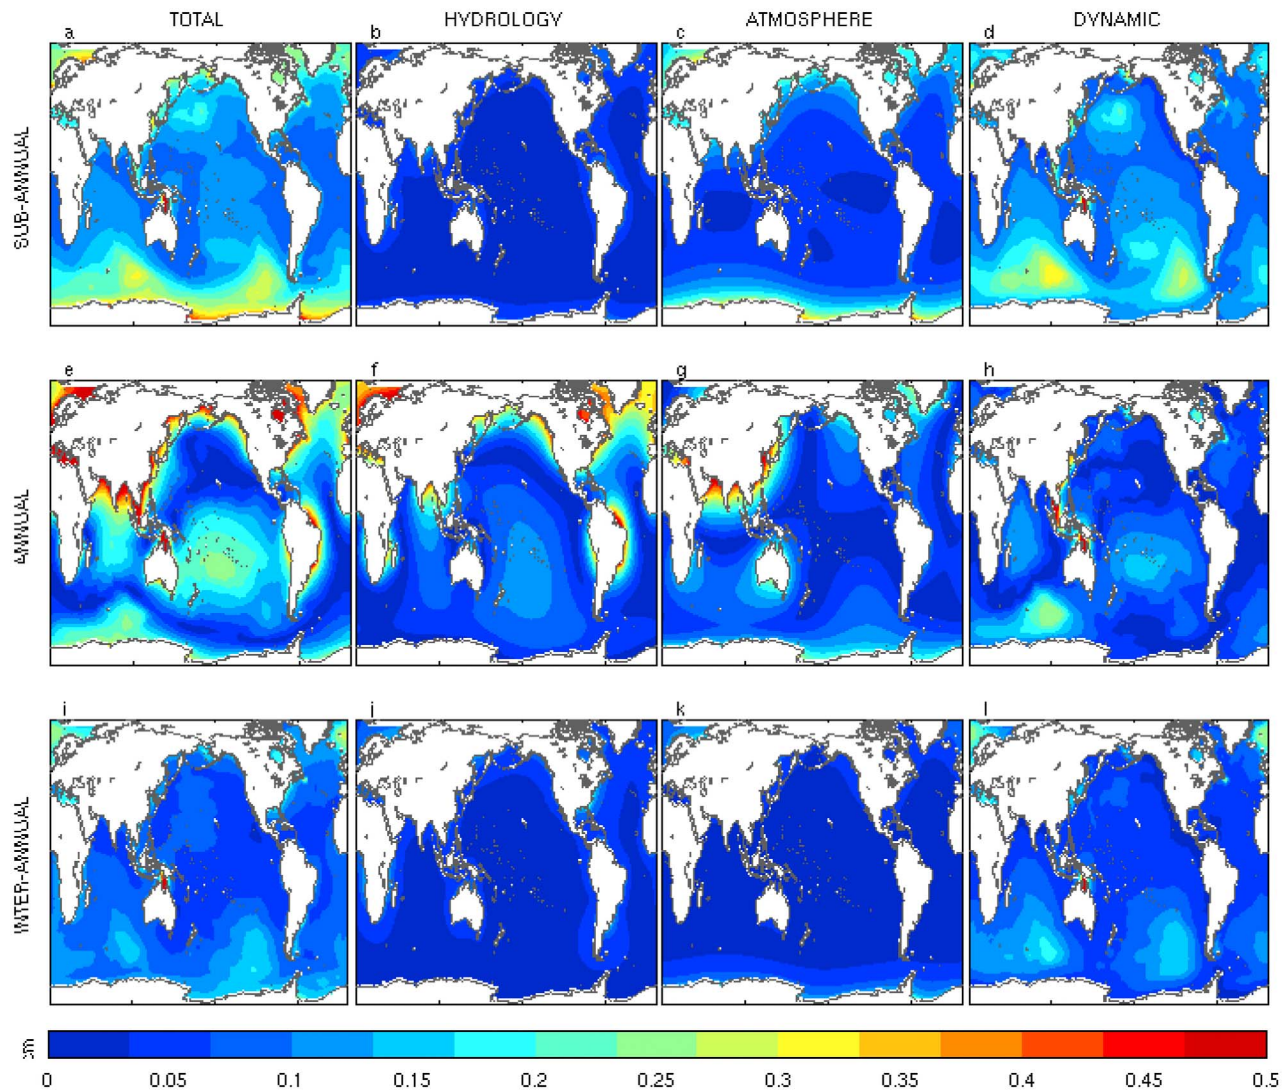 TOTAL HYDROLOGY ATMOSPHERE DYNAMIC
a b c d
SUB-ANNUAL
e f g h
ANNUAL
i j k l
INTER-ANNUAL
cm
0 0.05 0.1 0.15 0.2 0.25 0.3 0.35 0.4 0.45 0.5